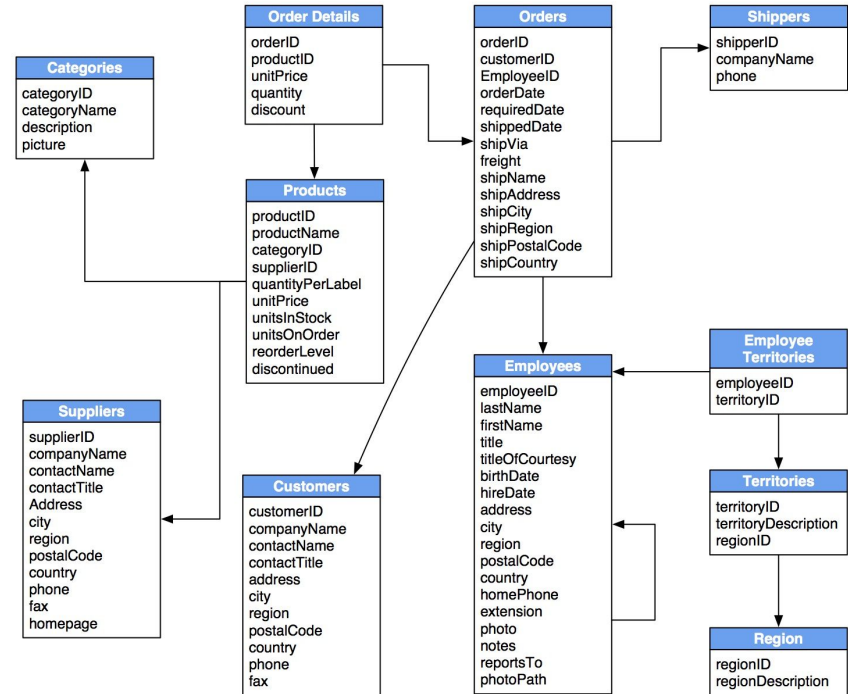 Order Details
orderID
productID
unitPrice
quantity
discount
Orders
orderID
customerID
EmployeeID
orderDate
requiredDate
shippedDate
shipVia
freight
shipName
shipAddress
shipCity
shipRegion
shipPostalCode
shipCountry
Shippers
shipperID
companyName
phone
Categories
categoryID
categoryName
description
picture
Products
productID
productName
categoryID
supplierID
quantityPerLabel
unitPrice
unitsInStock
unitsOnOrder
reorderLevel
discontinued
Employees
employeeID
lastName
firstName
title
titleOfCourtesy
birthDate
hireDate
address
city
region
postalCode
country
homePhone
extension
photo
notes
reportsTo
photoPath
Employee
Territories
employeeID
territoryID
Suppliers
supplierID
companyName
contactName
contactTitle
Address
city
region
postalCode
country
phone
fax
homepage
Customers
customerID
companyName
contactName
contactTitle
address
city
region
postalCode
country
phone
fax
Territories
territoryID
territoryDescription
regionID
Region
regionID
regionDescription